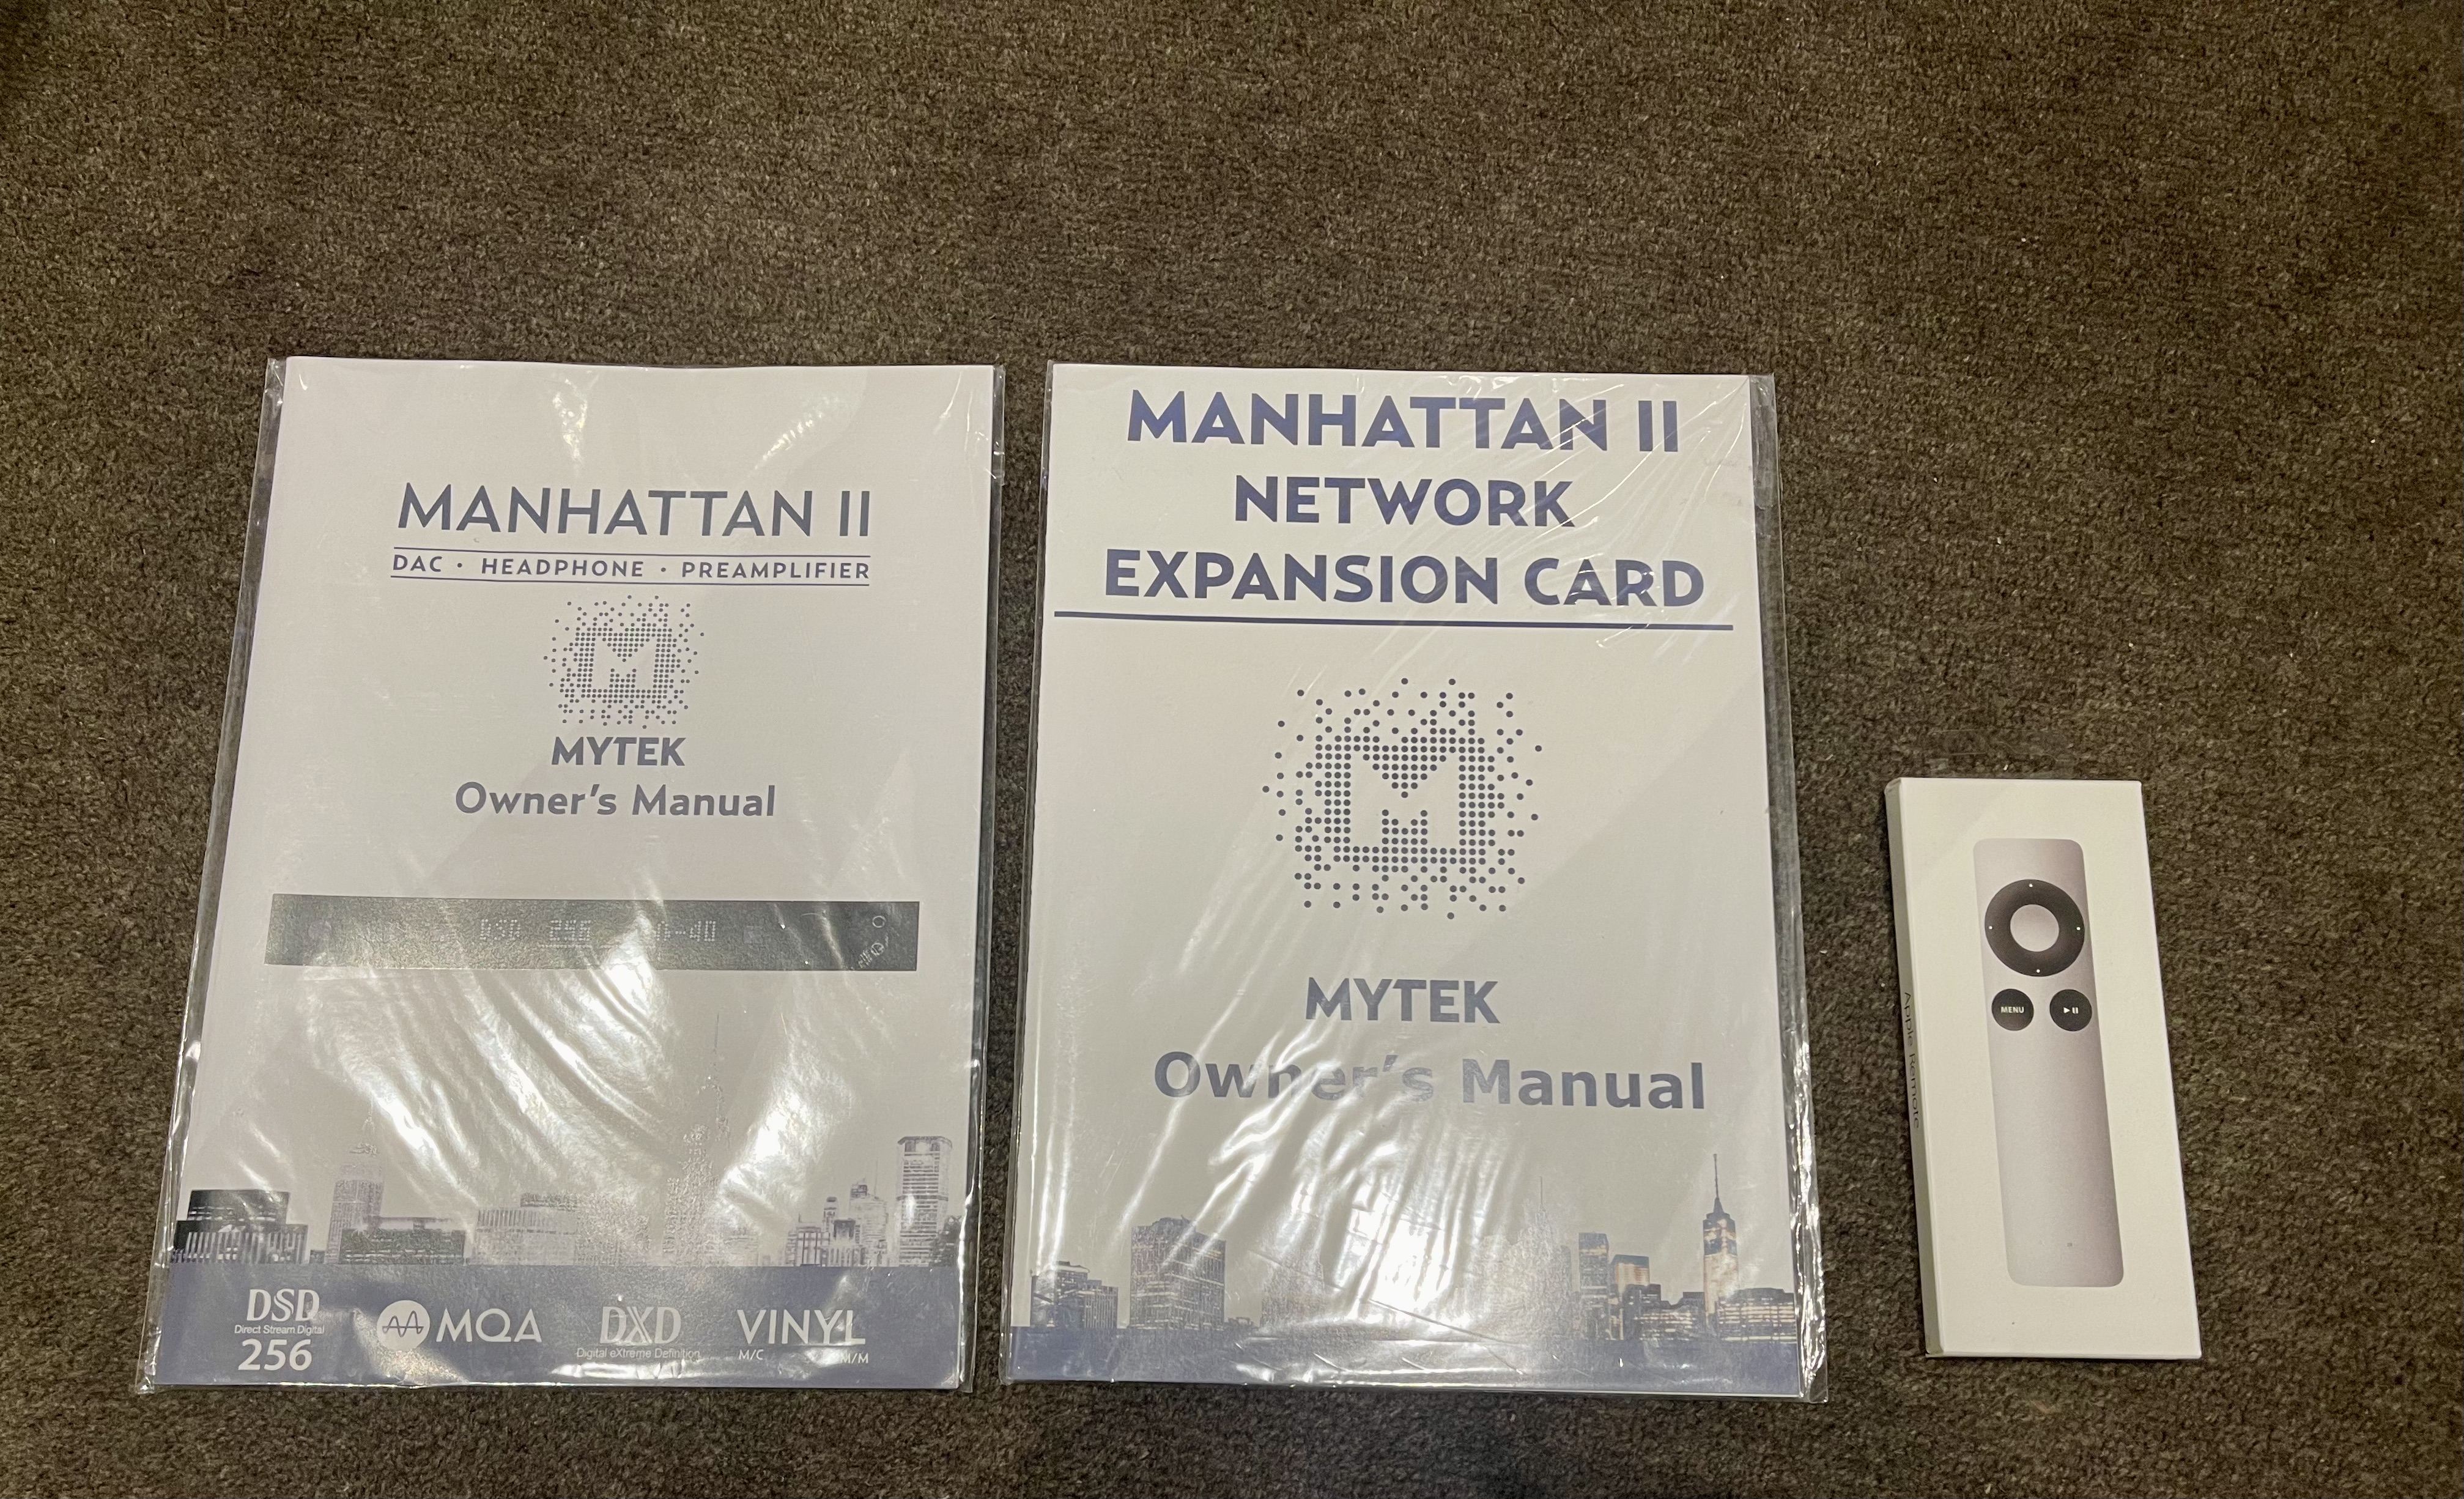 MANHATTAN II
DAC · HEADPHONE · PREAMPLIFIER
MYTEK
Owner's Manual
DSD
Direct Stream Digital
256
MQA
DXD
Digital eXtreme Definition
VINYL
M/C M/M
MANHATTAN II
NETWORK
EXPANSION CARD
M
MYTEK
Owner's Manual
MENU
Apple Remote